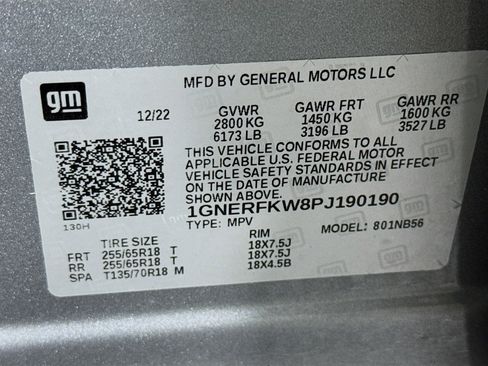 gm
MFD BY GENERAL MOTORS LLC
12/22 GVWR GAWR FRT GAWR RR
2800 KG 1450 KG 1600 KG
6173 LB 3196 LB 3527 LB
THIS VEHICLE CONFORMS TO ALL
APPLICABLE U.S. FEDERAL MOTOR
VEHICLE SAFETY STANDARDS IN EFFECT
ON THE DATE OF MANUFACTURE
SHOWN ABOVE.
1GNERFKW8PJ190190
130H TYPE: MPV MODEL: 801NB56
TIRE SIZE RIM
FRT 255/65R18 T 18X7.5J
RR 255/65R18 T 18X7.5J
SPA T135/70R18 M 18X4.5B